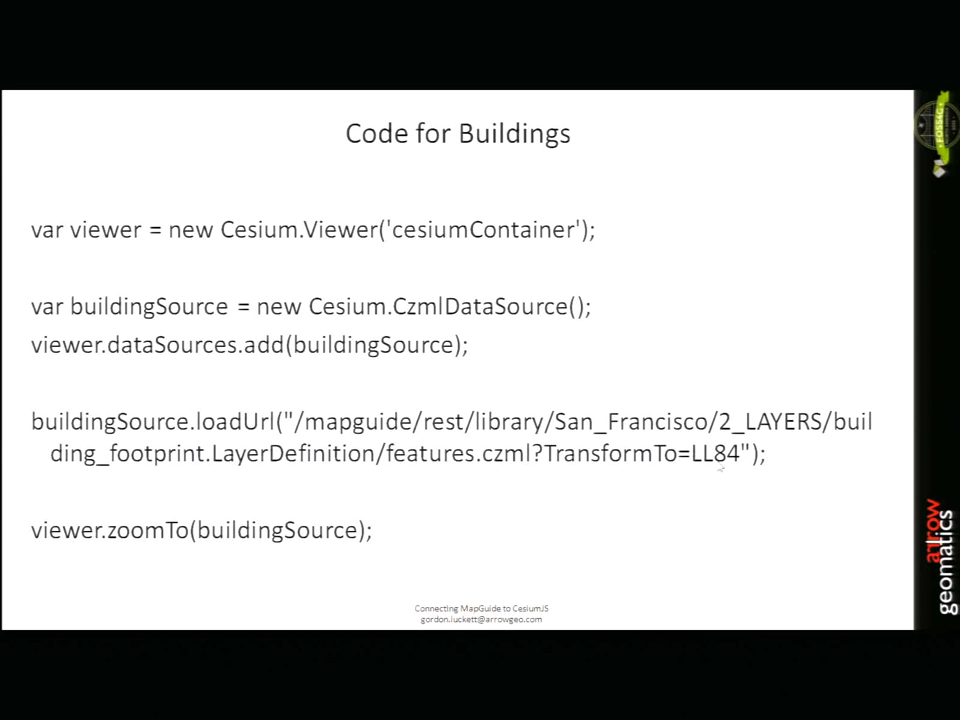 Code for Buildings
var viewer = new Cesium.Viewer('cesiumContainer');
var buildingSource = new Cesium.CzmlDataSource();
viewer.dataSources.add(buildingSource);
buildingSource.loadUrl("/mapguide/rest/library/San_Francisco/2_LAYERS/buil
ding_footprint.LayerDefinition/features.czml?TransformTo=LL84");
viewer.zoomTo(buildingSource);
Connecting MapGuide to CesiumJS
gordon.luckett@arrowgeo.com
FOSS4G
arrow
geomatics